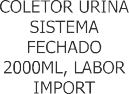 COLETOR URINA
SISTEMA
FECHADO
2000ML, LABOR
IMPORT